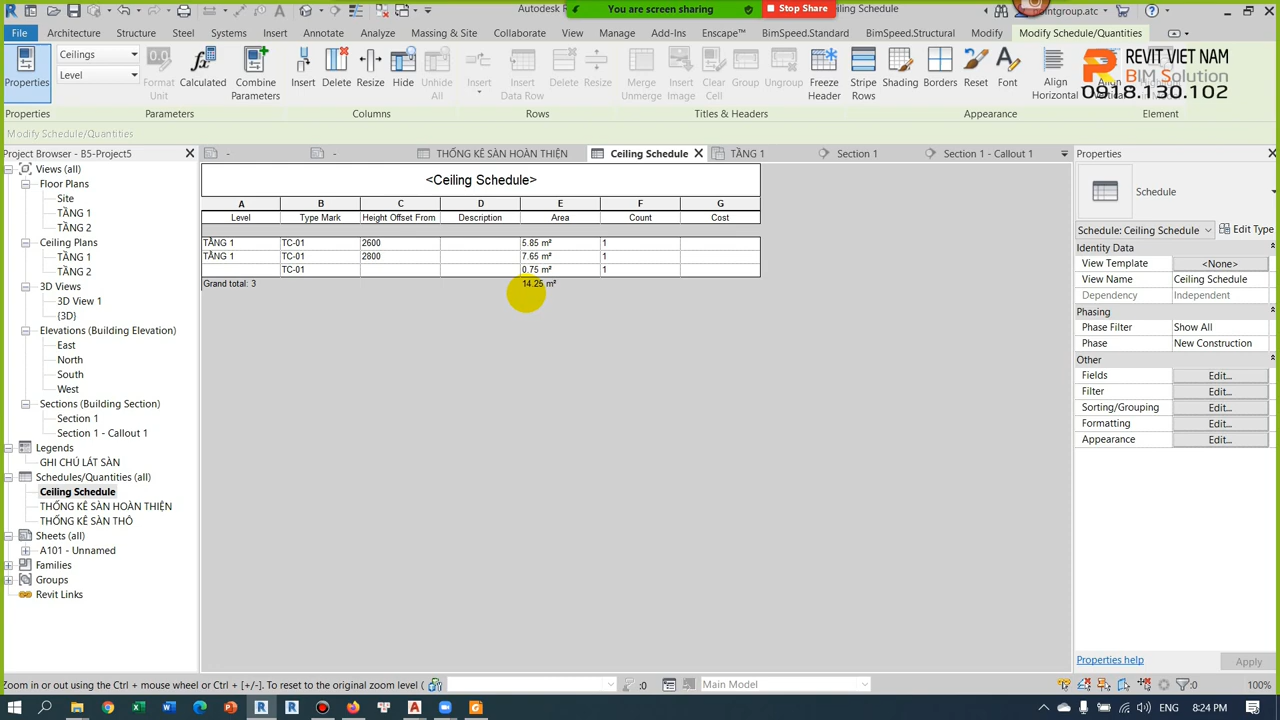 Autodesk R
You are screen sharing
Stop Share
eiling Schedule
ointgroup.atc
File
Architecture
Structure
Steel
Systems
Insert
Annotate
Analyze
Massing & Site
Collaborate
View
Manage
Add-Ins
Enscape™
BimSpeed.Standard
BimSpeed.Structural
Modify
Modify Schedule/Quantities
Properties
Ceilings
Level
Format Unit
Calculated
Combine Parameters
Insert
Delete
Resize
Hide
Unhide All
Insert
Insert Data Row
Delete
Resize
Merge Unmerge
Insert Image
Clear Cell
Group
Ungroup
Freeze Header
Stripe Rows
Shading
Borders
Reset
Font
Align Horizontal
REVIT VIET NAM
BIM Solution
0918.130.102
Properties
Parameters
Columns
Rows
Titles & Headers
Appearance
Element
Modify Schedule/Quantities
Project Browser - B5-Project5
-
-
THỐNG KÊ SÀN HOÀN THIỆN
Ceiling Schedule
TẦNG 1
Section 1
Section 1 - Callout 1
Properties
Views (all)
Floor Plans
Site
TẦNG 1
TẦNG 2
Ceiling Plans
TẦNG 1
TẦNG 2
3D Views
3D View 1
{3D}
Elevations (Building Elevation)
East
North
South
West
Sections (Building Section)
Section 1
Section 1 - Callout 1
Legends
GHI CHÚ LÁT SÀN
Schedules/Quantities (all)
Ceiling Schedule
THỐNG KÊ SÀN HOÀN THIỆN
THỐNG KÊ SÀN THÔ
Sheets (all)
A101 - Unnamed
Families
Groups
Revit Links
<Ceiling Schedule>
A B C D E F G
Level Type Mark Height Offset From Description Area Count Cost
TẦNG 1 TC-01 2600 5.85 m² 1
TẦNG 1 TC-01 2800 7.65 m² 1
TC-01 0.75 m² 1
Grand total: 3 14.25 m²
Schedule
Schedule: Ceiling Schedule
Edit Type
Identity Data
View Template <None>
View Name Ceiling Schedule
Dependency Independent
Phasing
Phase Filter Show All
Phase New Construction
Other
Fields Edit...
Filter Edit...
Sorting/Grouping Edit...
Formatting Edit...
Appearance Edit...
Properties help
Apply
Zoom in or out using the Ctrl + mouse wheel or Ctrl + [+/-]. To reset to the original zoom level (
:0
Main Model
:0
100%
ENG
8:24 PM